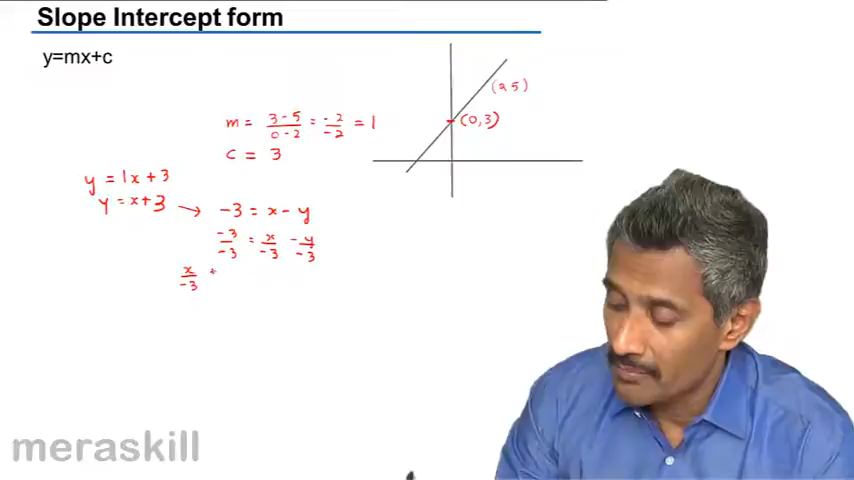 Slope Intercept form
y=mx+c
(2 5)
(0,3)
m = 3-5/0-2 = -2/-2 = 1
c = 3
y = 1x+3
y = x+3 → -3 = x - y
-3/-3 = x/-3 -y/-3
x/-3 +
meraskill